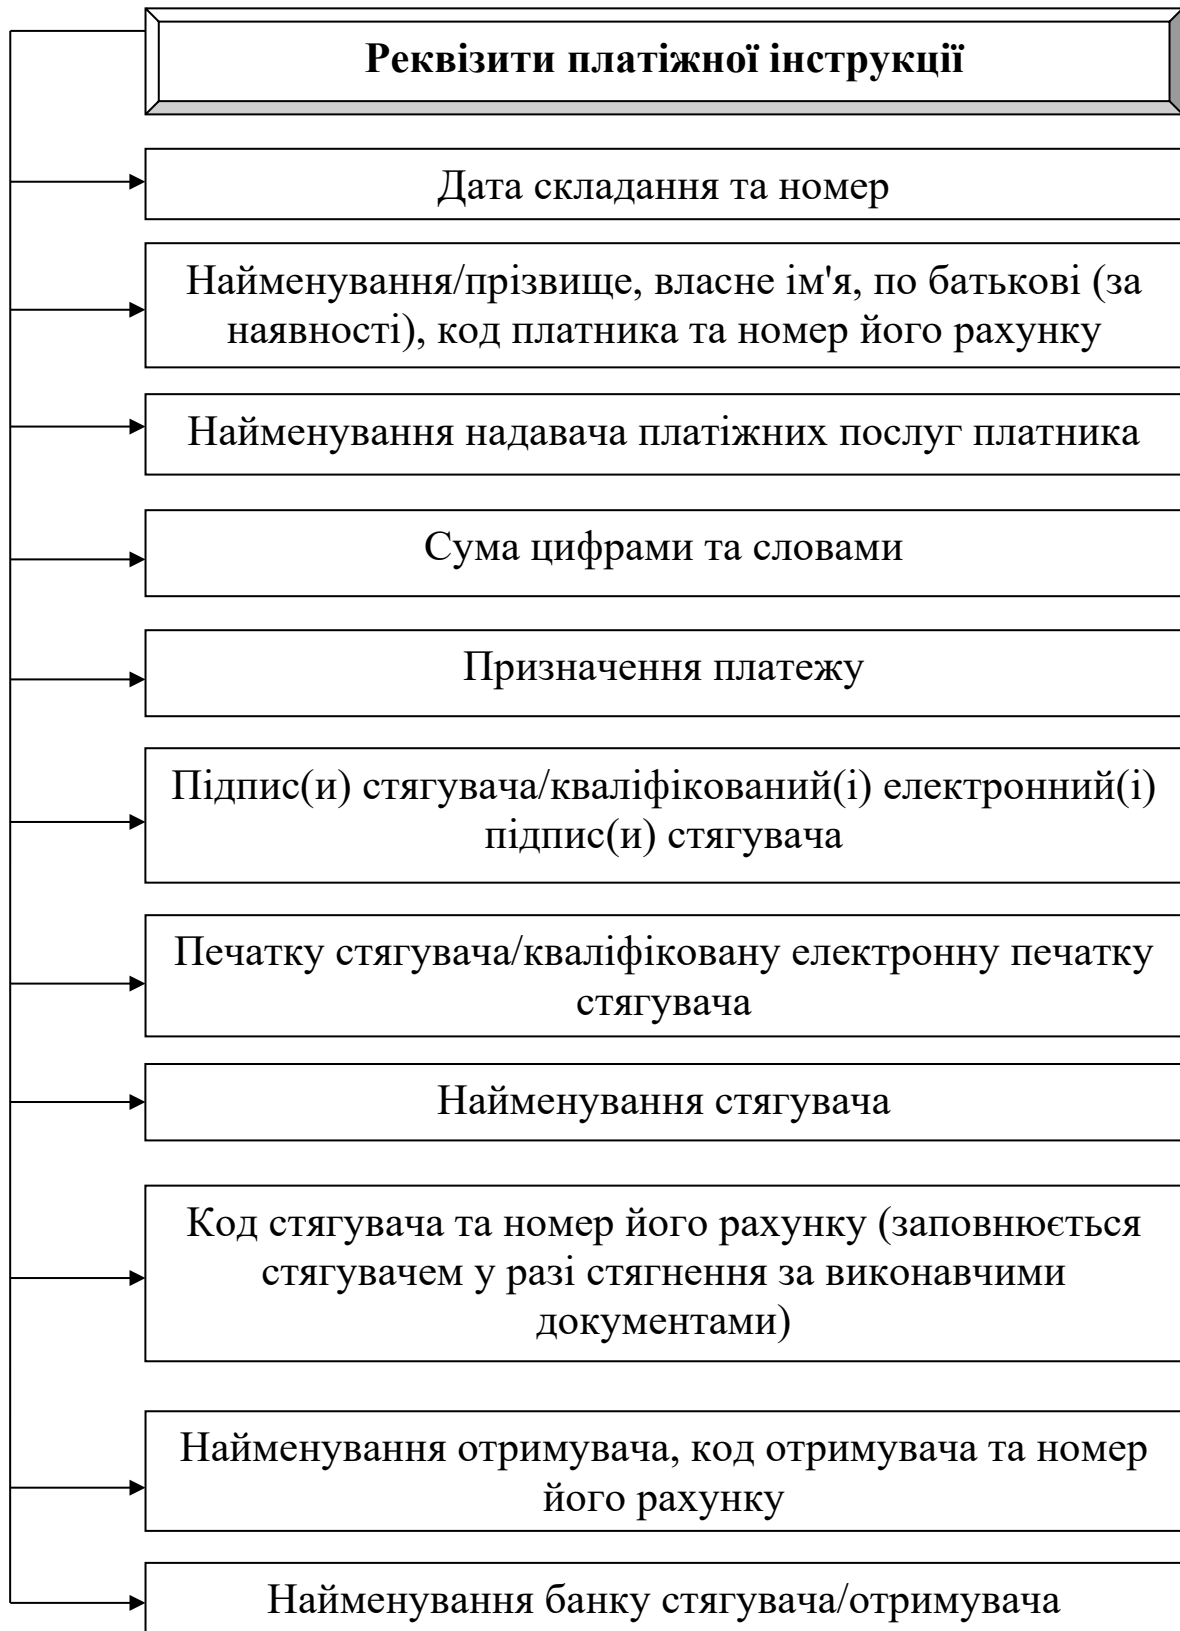 Реквізити платіжної інструкції
Дата складання та номер
Найменування/прізвище, власне ім'я, по батькові (за
наявності), код платника та номер його рахунку
Найменування надавача платіжних послуг платника
Сума цифрами та словами
Призначення платежу
Підпис(и) стягувача/кваліфікований(і) електронний(і)
підпис(и) стягувача
Печатку стягувача/кваліфіковану електронну печатку
стягувача
Найменування стягувача
Код стягувача та номер його рахунку (заповнюється
стягувачем у разі стягнення за виконавчими
документами)
Найменування отримувача, код отримувача та номер
його рахунку
Найменування банку стягувача/отримувача